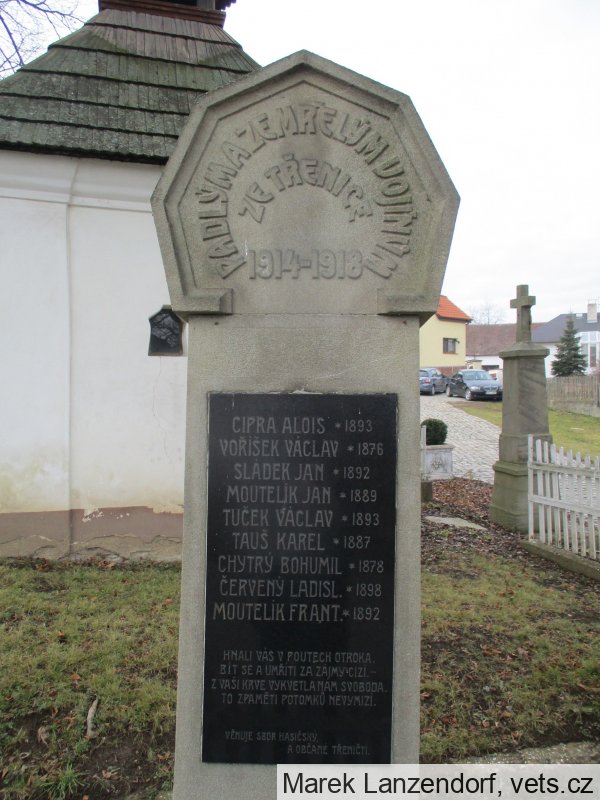 PADLÝM A ZEMŘELÝM VOJÍNŮM
ZE TŘENICE
1914-1918
CIPRA ALOIS *1893
VOŘÍŠEK VÁCLAV *1876
SLÁDEK JAN *1892
MOUTELÍK JAN *1889
TUČEK VÁCLAV *1893
TAUŠ KAREL *1887
CHYTRÝ BOHUMIL *1878
ČERVENÝ LADISL. *1898
MOUTELÍK FRANT. *1892
HNALI VÁS V POUTECH OTROKA.
BÍT SE A UMŘÍTI ZA ZÁJMY CIZÍ.-
Z VAŠÍ KRVE VYKVETLA NÁM SVOBODA.
TO ZPAMĚTI POTOMKŮ NEVYMIZÍ.
VĚNUJE SBOR HASIČSKÝ,
A OBČANÉ TŘENIČTÍ.
Marek Lanzendorf, vets.cz